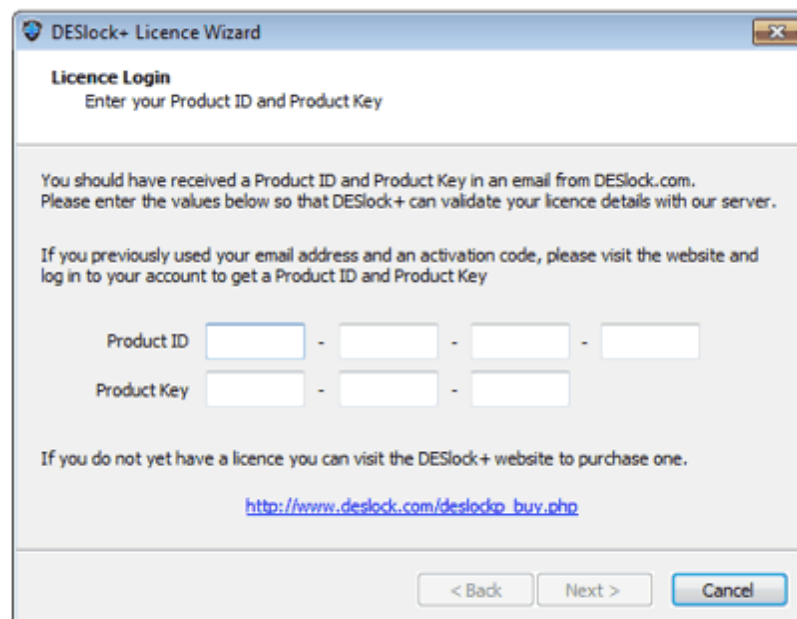 DESlock+ Licence Wizard
Licence Login
Enter your Product ID and Product Key
You should have received a Product ID and Product Key in an email from DESlock.com.
Please enter the values below so that DESlock+ can validate your licence details with our server.
If you previously used your email address and an activation code, please visit the website and
log in to your account to get a Product ID and Product Key
Product ID - - -
Product Key - -
If you do not yet have a licence you can visit the DESlock+ website to purchase one.
http://www.deslock.com/deslockp_buy.php
< Back Next > Cancel